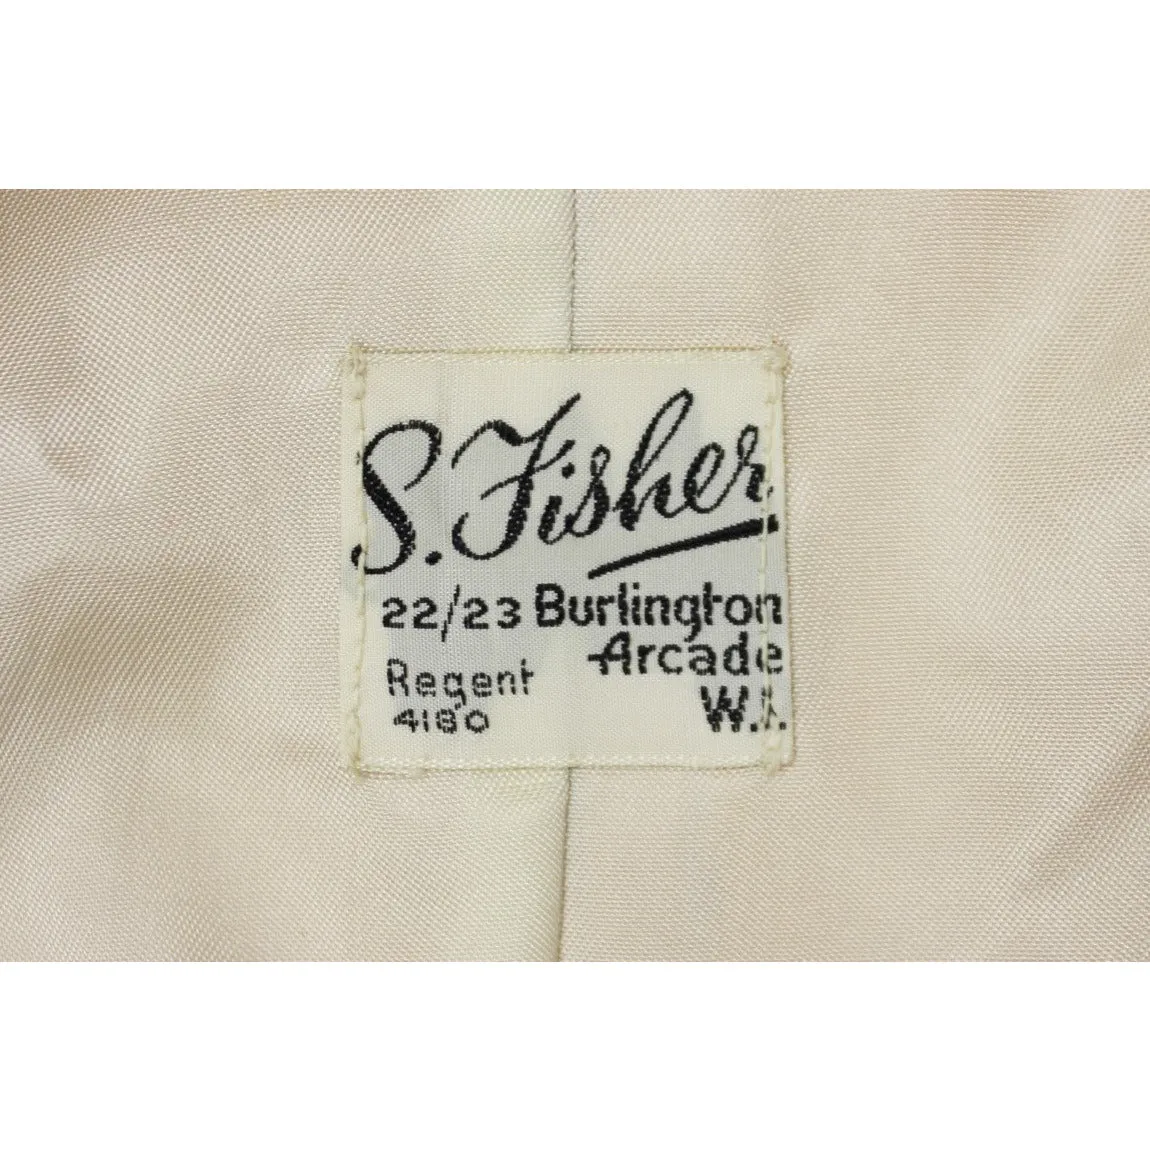 S. Fisher
22/23 Burlington
Arcade
Regent
4180
W.1.